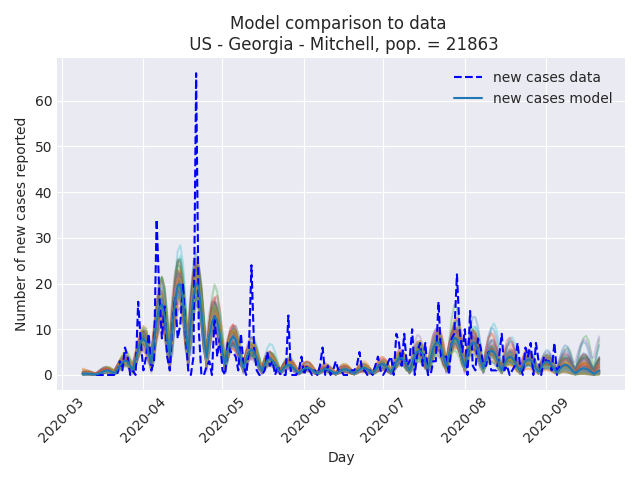 Model comparison to data
US - Georgia - Mitchell, pop. = 21863
new cases data
new cases model
Number of new cases reported
60
50
40
30
20
10
0
2020-03
2020-04
2020-05
2020-06
2020-07
2020-08
2020-09
Day